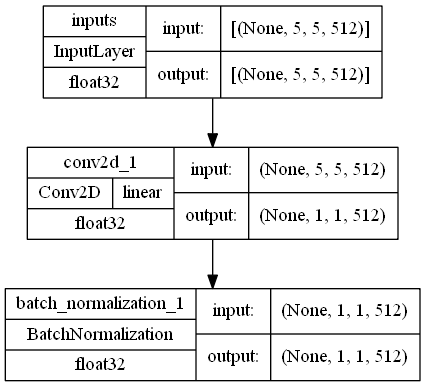 inputs
InputLayer
float32
input:
[(None, 5, 5, 512)]
output:
[(None, 5, 5, 512)]
conv2d_1
Conv2D linear
float32
input:
(None, 5, 5, 512)
output:
(None, 1, 1, 512)
batch_normalization_1
BatchNormalization
float32
input:
(None, 1, 1, 512)
output:
(None, 1, 1, 512)